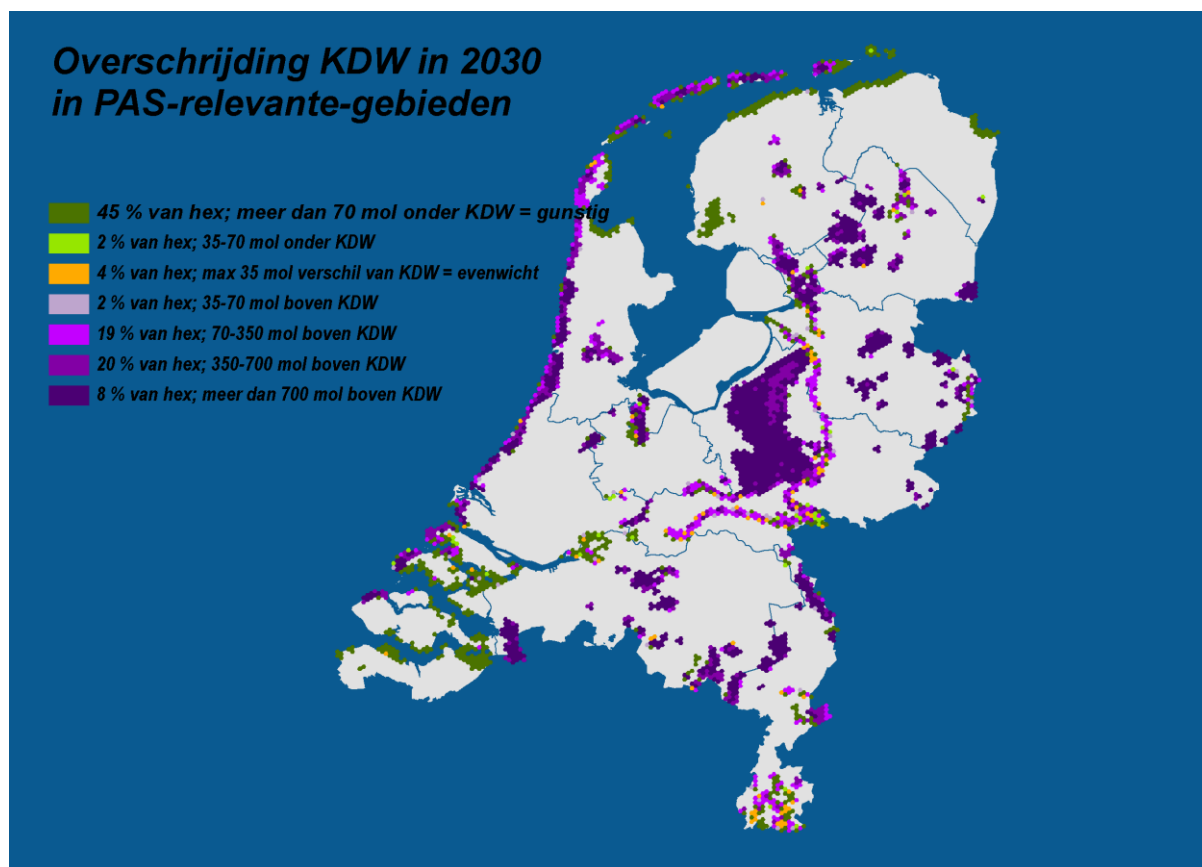 Overschrijding KDW in 2030
in PAS-relevante-gebieden
45 % van hex; meer dan 70 mol onder KDW = gunstig
2 % van hex; 35-70 mol onder KDW
4 % van hex; max 35 mol verschil van KDW = evenwicht
2 % van hex; 35-70 mol boven KDW
19 % van hex; 70-350 mol boven KDW
20 % van hex; 350-700 mol boven KDW
8 % van hex; meer dan 700 mol boven KDW